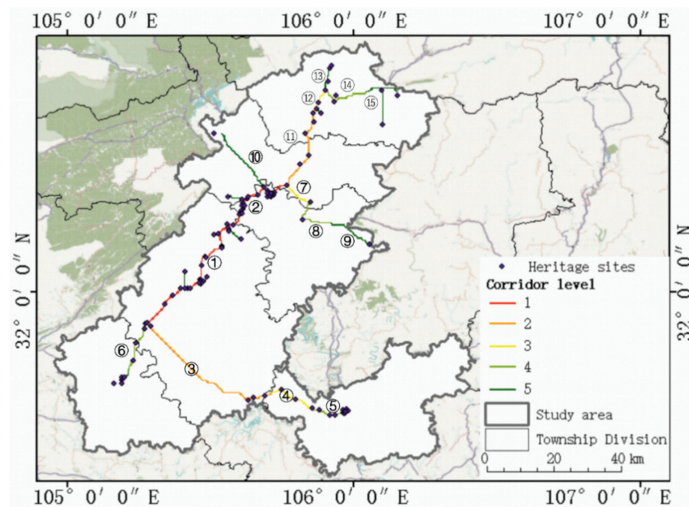 105° 0′ 0″ E 106° 0′ 0″ E 107° 0′ 0″ E
⑬
⑭
⑫
⑮
⑪
⑩
⑦
②
⑧
⑨
①
⑥
③
④
⑤
32° 0′ 0″ N
32° 0′ 0″ N
Heritage sites
Corridor level
1
2
3
4
5
Study area
Township Division
0 20 40 km
105° 0′ 0″ E 106° 0′ 0″ E 107° 0′ 0″ E